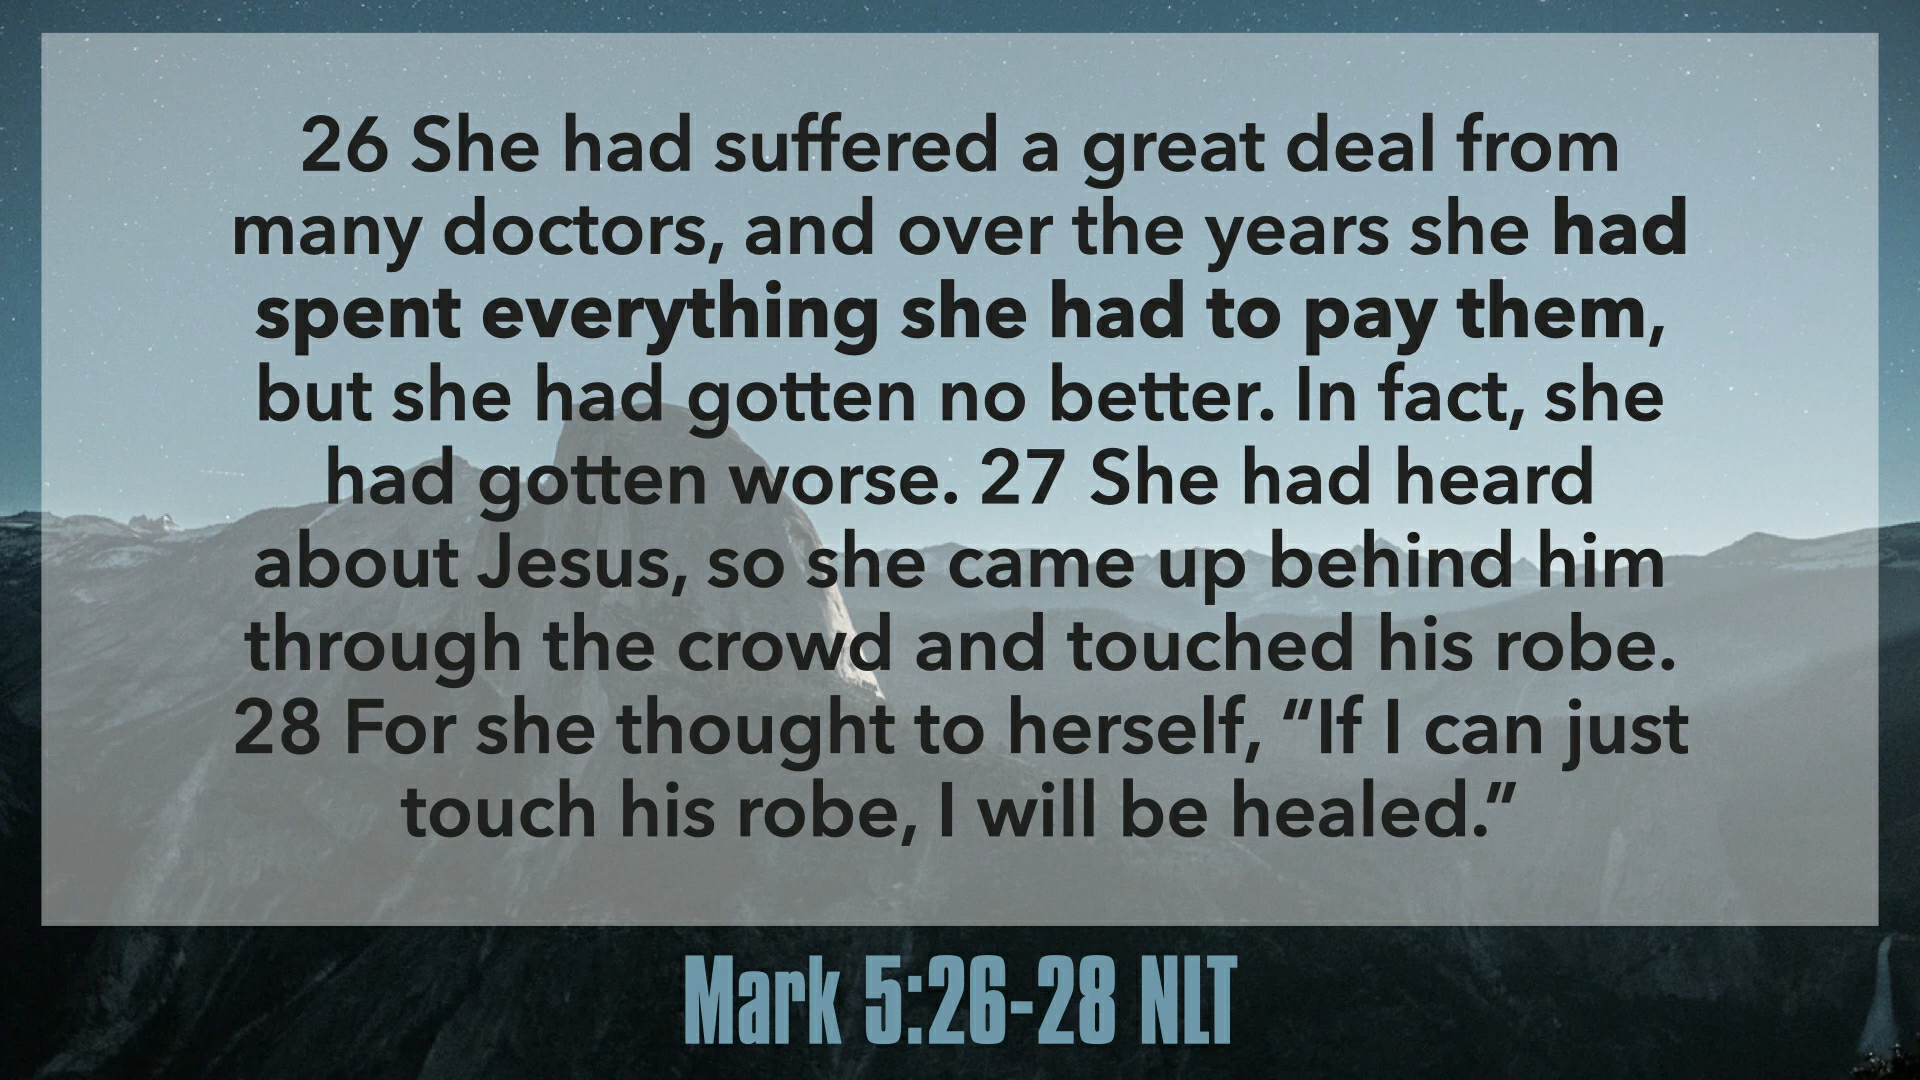 26 She had suffered a great deal from
many doctors, and over the years she had
spent everything she had to pay them,
but she had gotten no better. In fact, she
had gotten worse. 27 She had heard
about Jesus, so she came up behind him
through the crowd and touched his robe.
28 For she thought to herself, “If I can just
touch his robe, I will be healed.”
Mark 5:26-28 NLT